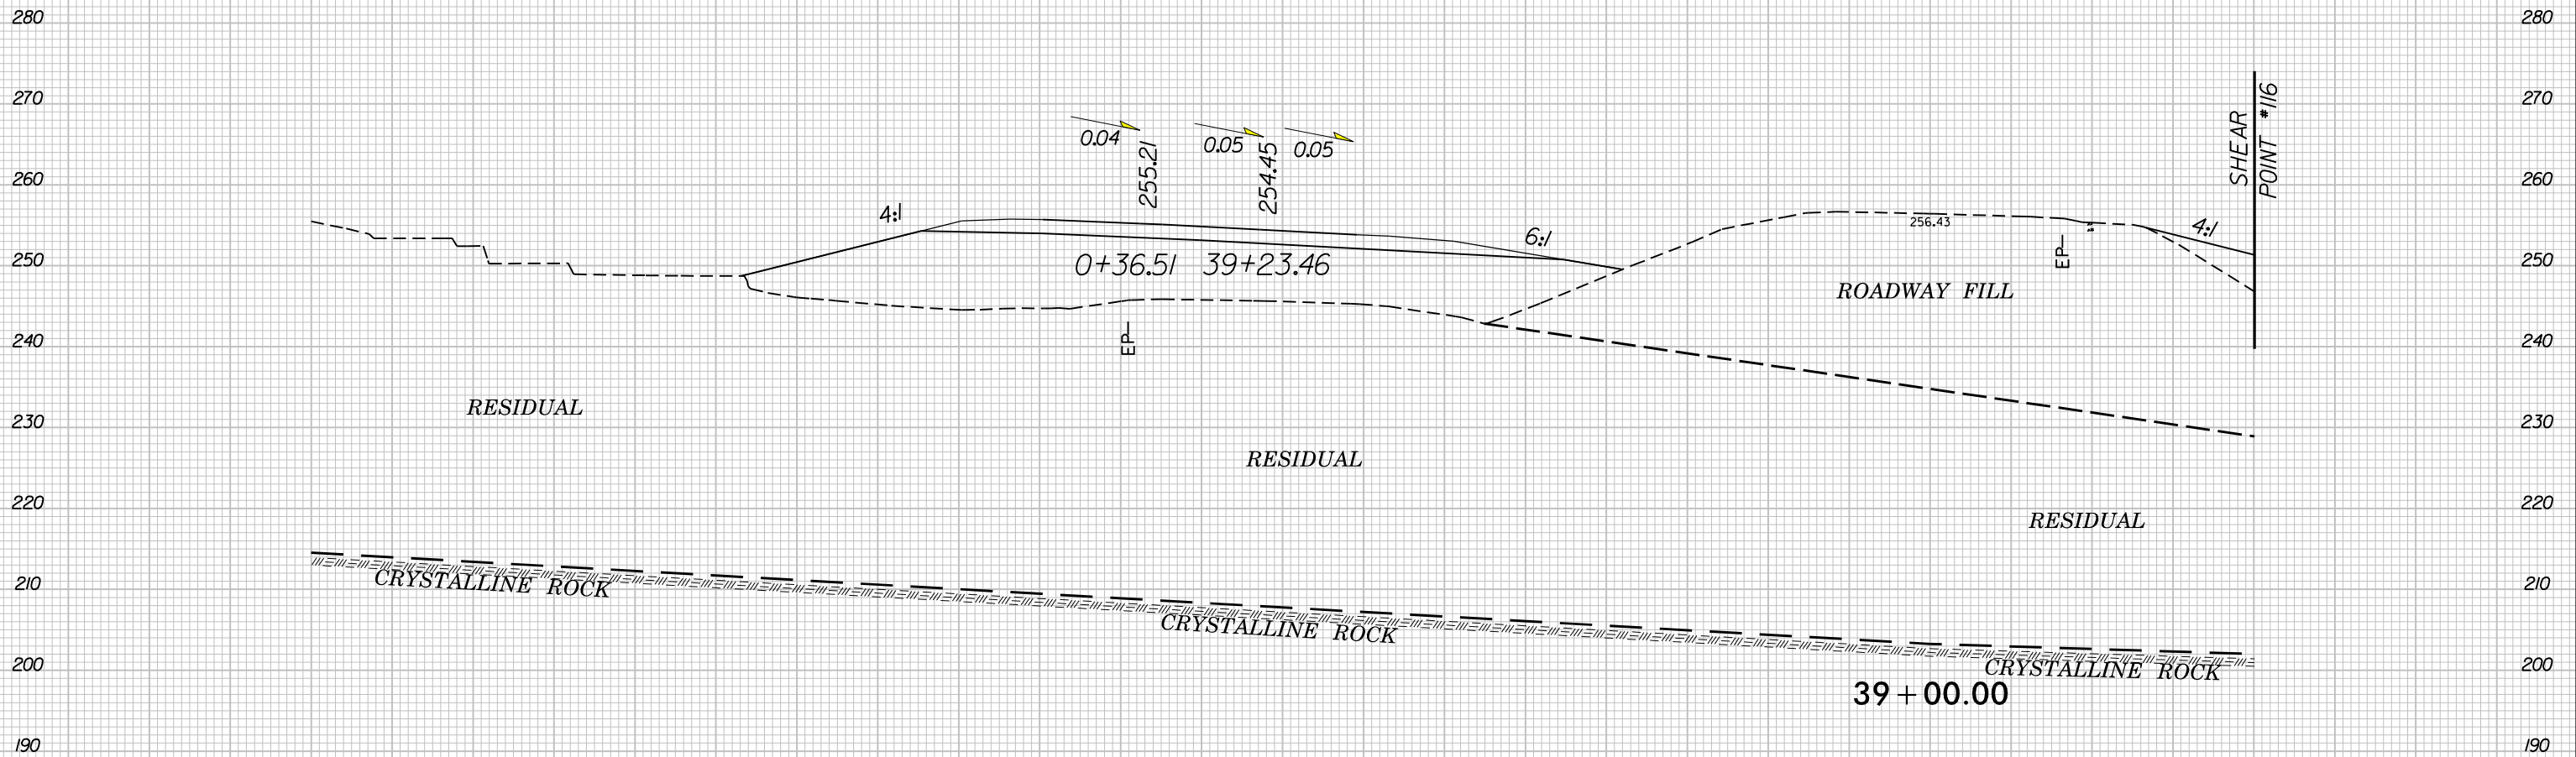 280 280
270 270
SHEAR
POINT #116
0.04 0.05 0.05
255.21 254.45
260 260
4:1 6:1 256.43 4:1
EP
250 250
0+36.51 39+23.46
ROADWAY FILL
240 240
EP
RESIDUAL
230 230
RESIDUAL
220 220
RESIDUAL
210 210
CRYSTALLINE ROCK
CRYSTALLINE ROCK
200 200
CRYSTALLINE ROCK
39+00.00
190 190